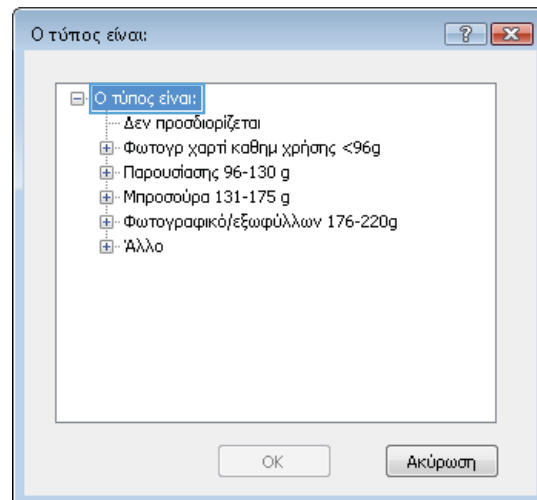 Ο τύπος είναι:
Ο τύπος είναι:
Δεν προσδιορίζεται
Φωτογρ χαρτί καθημ χρήσης <96g
Παρουσίασης 96-130 g
Μπροσούρα 131-175 g
Φωτογραφικό/εξωφύλλων 176-220g
Άλλο
OK
Ακύρωση